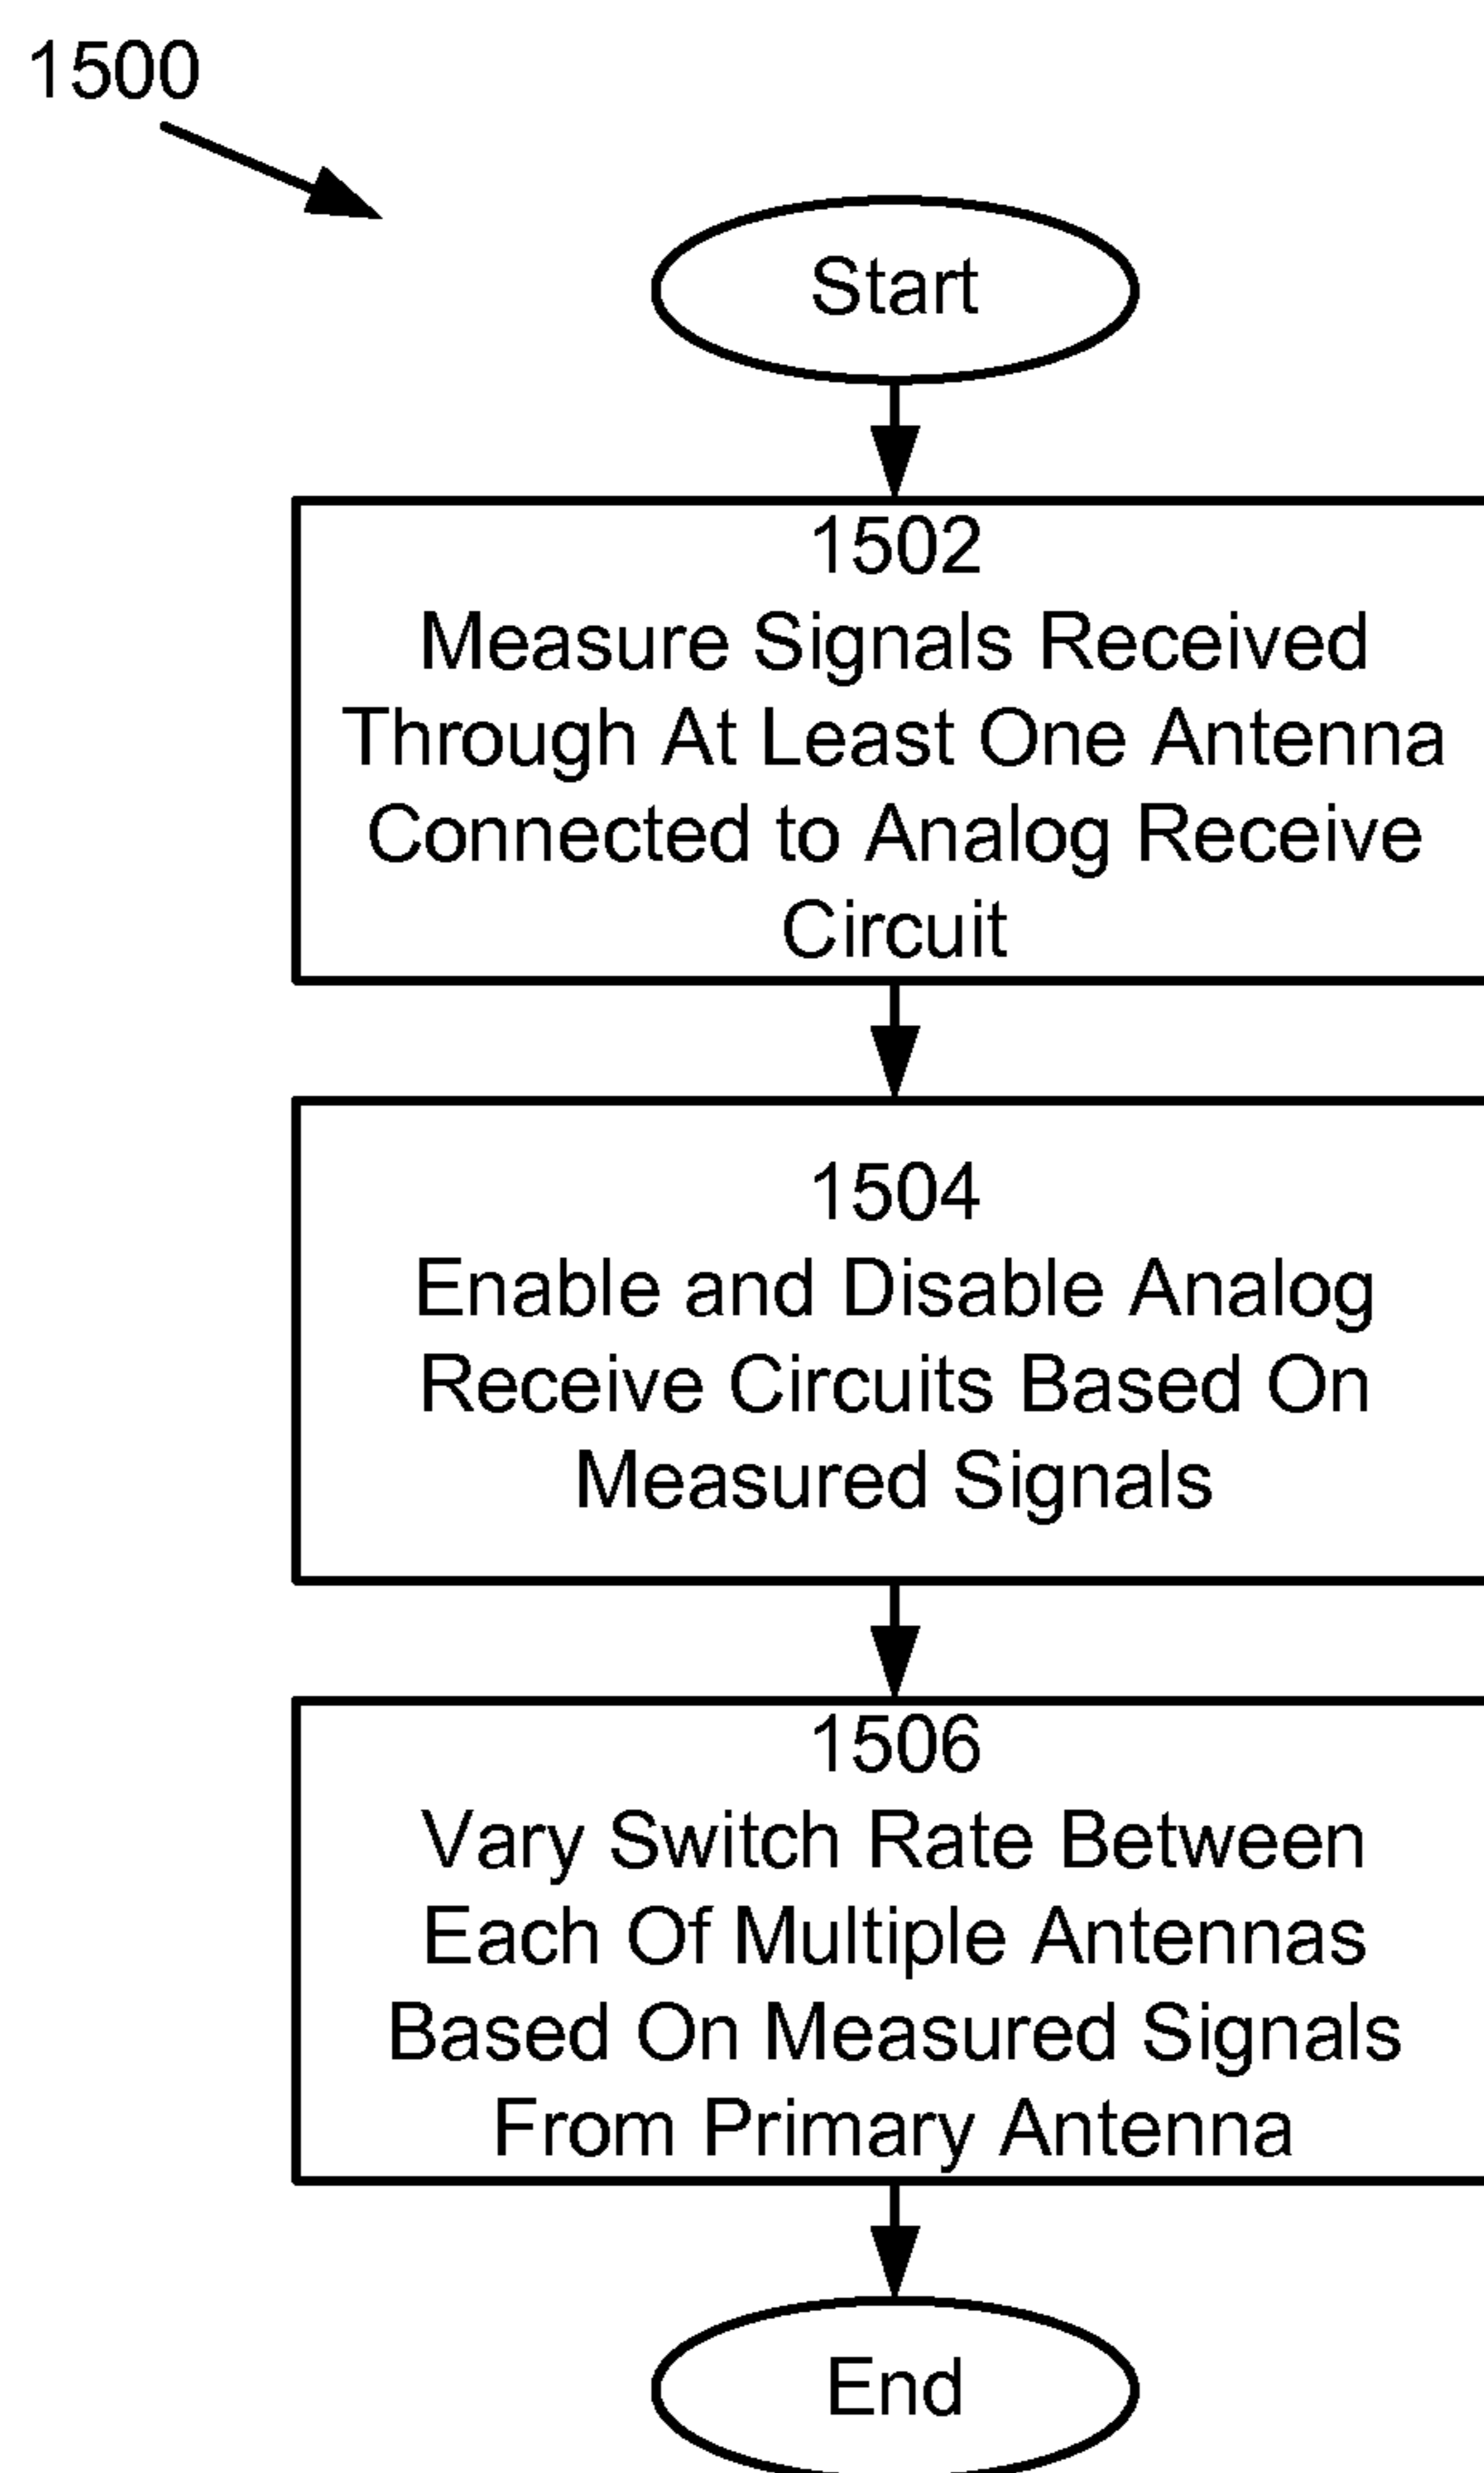 1500
Start
1502
Measure Signals Received
Through At Least One Antenna
Connected to Analog Receive
Circuit
1504
Enable and Disable Analog
Receive Circuits Based On
Measured Signals
1506
Vary Switch Rate Between
Each Of Multiple Antennas
Based On Measured Signals
From Primary Antenna
End